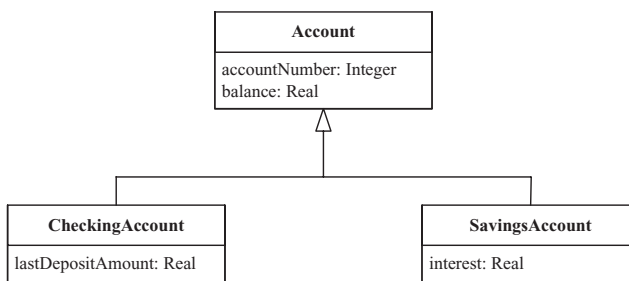 Account
accountNumber: Integer
balance: Real
CheckingAccount
lastDepositAmount: Real
SavingsAccount
interest: Real